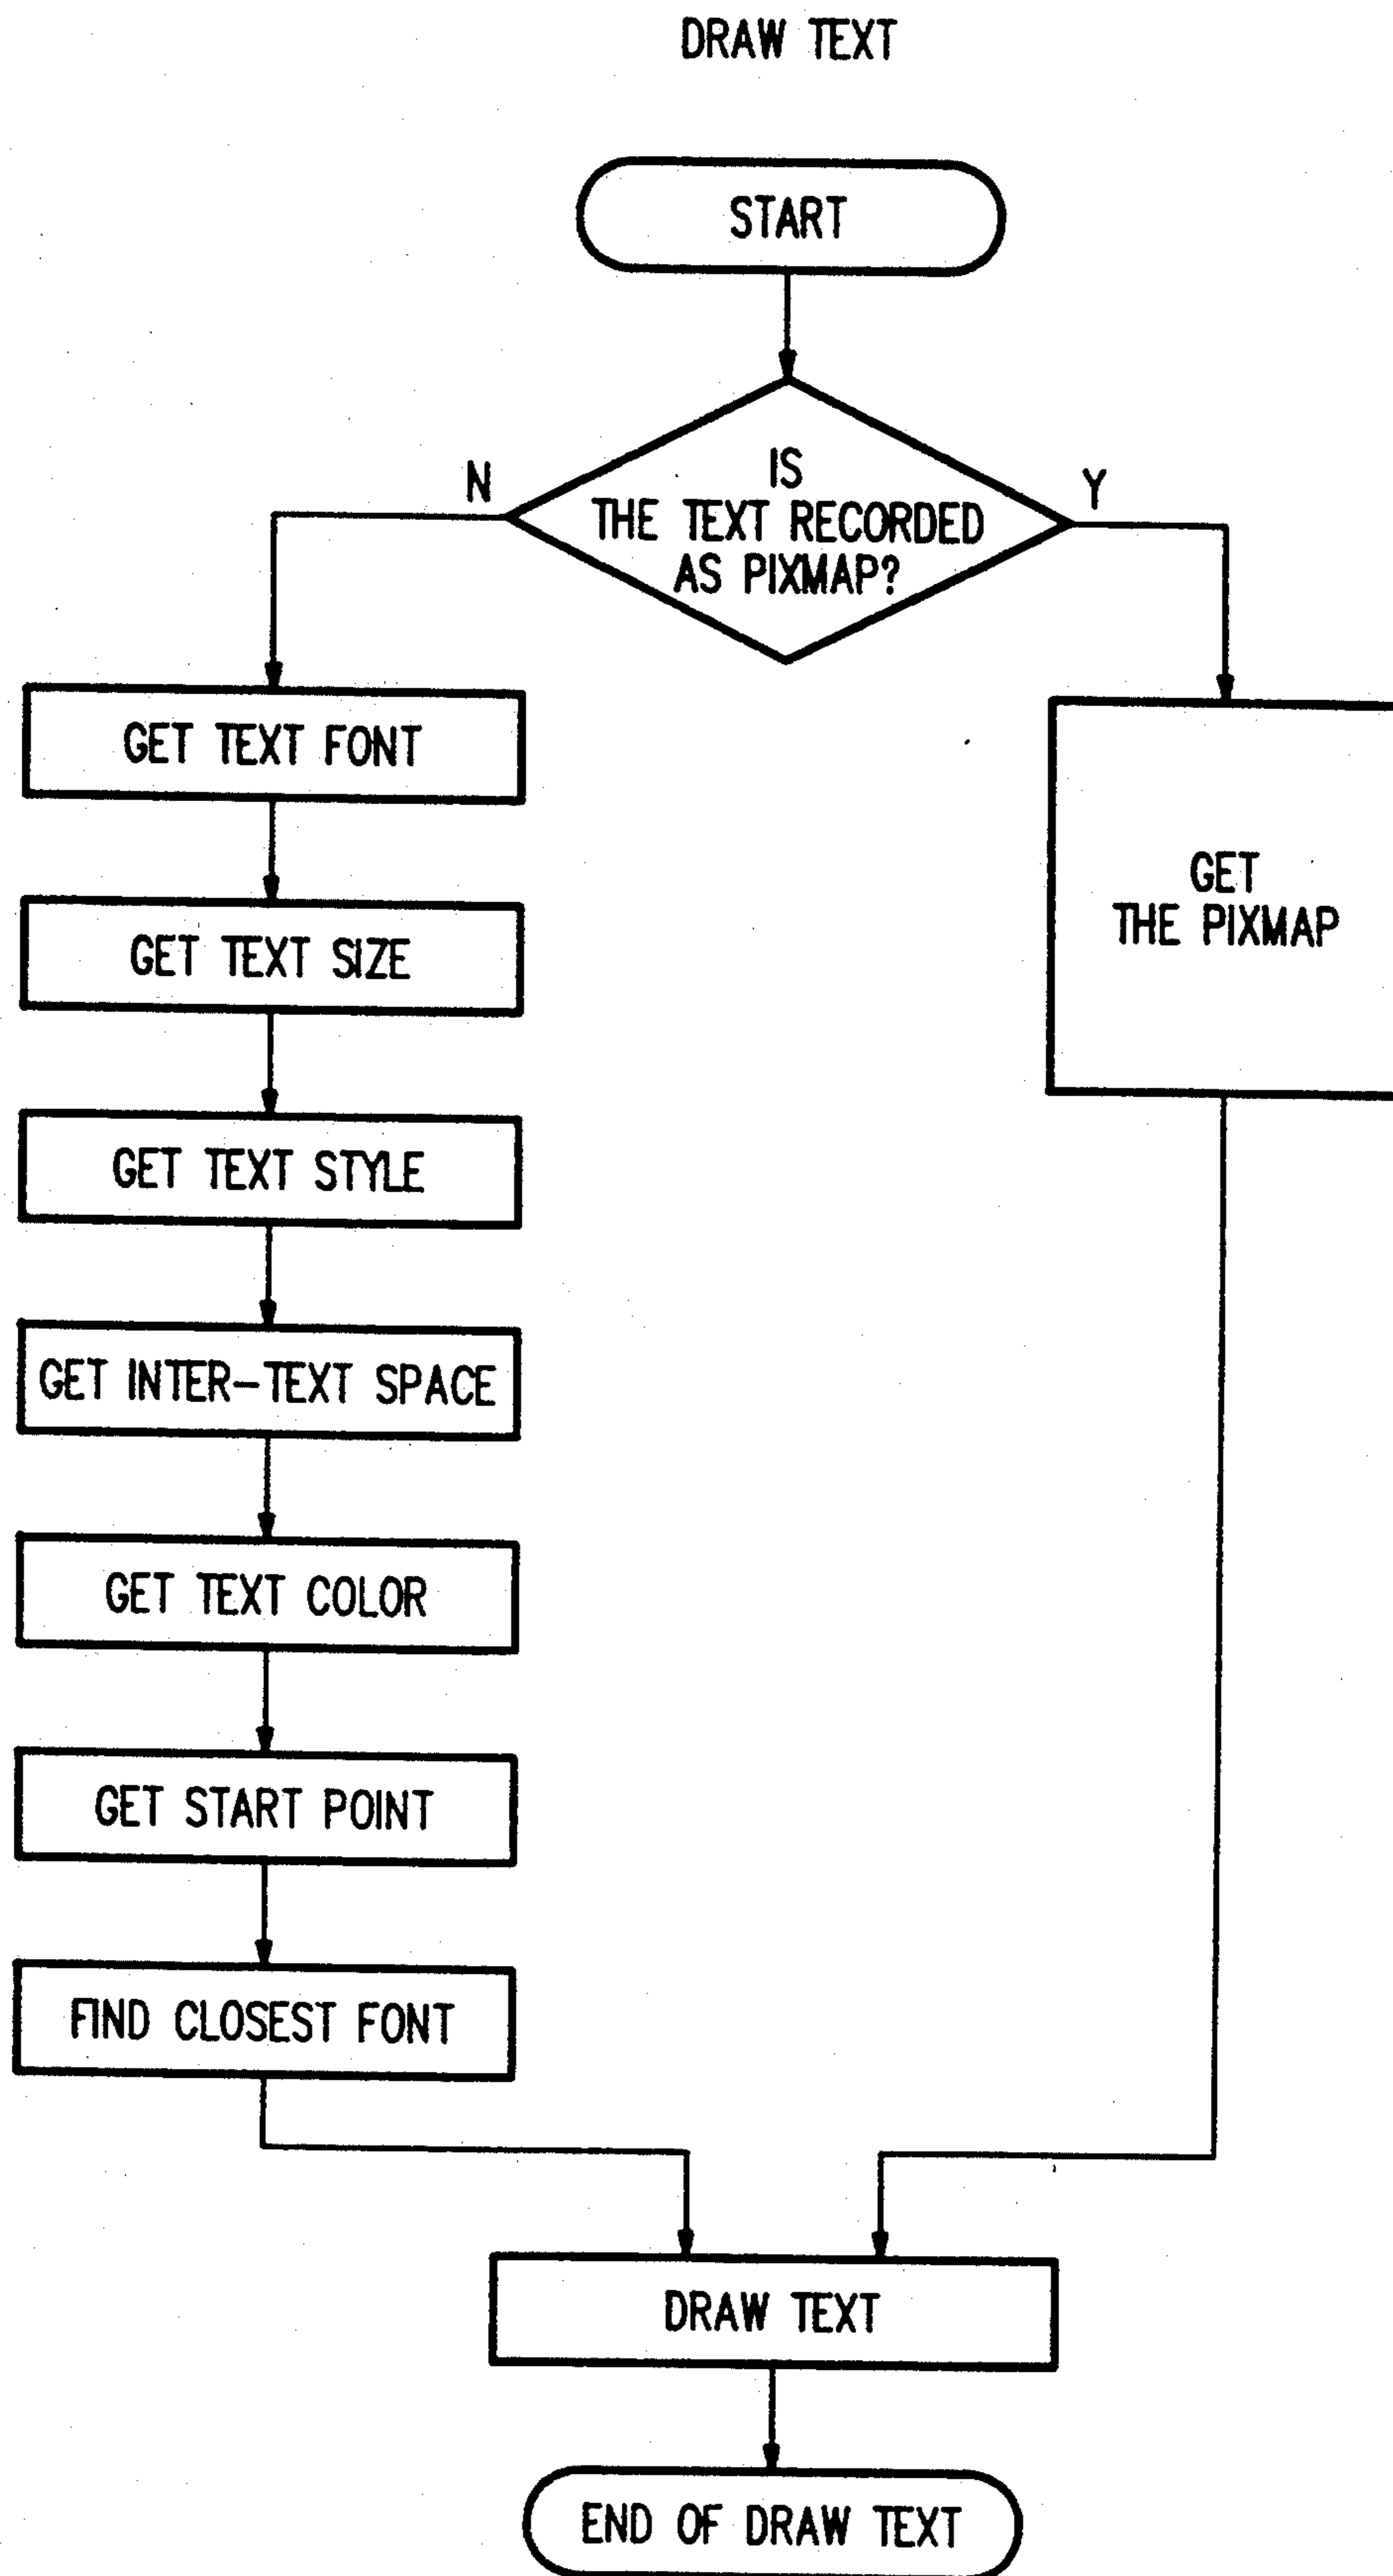 DRAW TEXT
START
IS
THE TEXT RECORDED
AS PIXMAP?
N
Y
GET TEXT FONT
GET TEXT SIZE
GET TEXT STYLE
GET INTER-TEXT SPACE
GET TEXT COLOR
GET START POINT
FIND CLOSEST FONT
GET
THE PIXMAP
DRAW TEXT
END OF DRAW TEXT